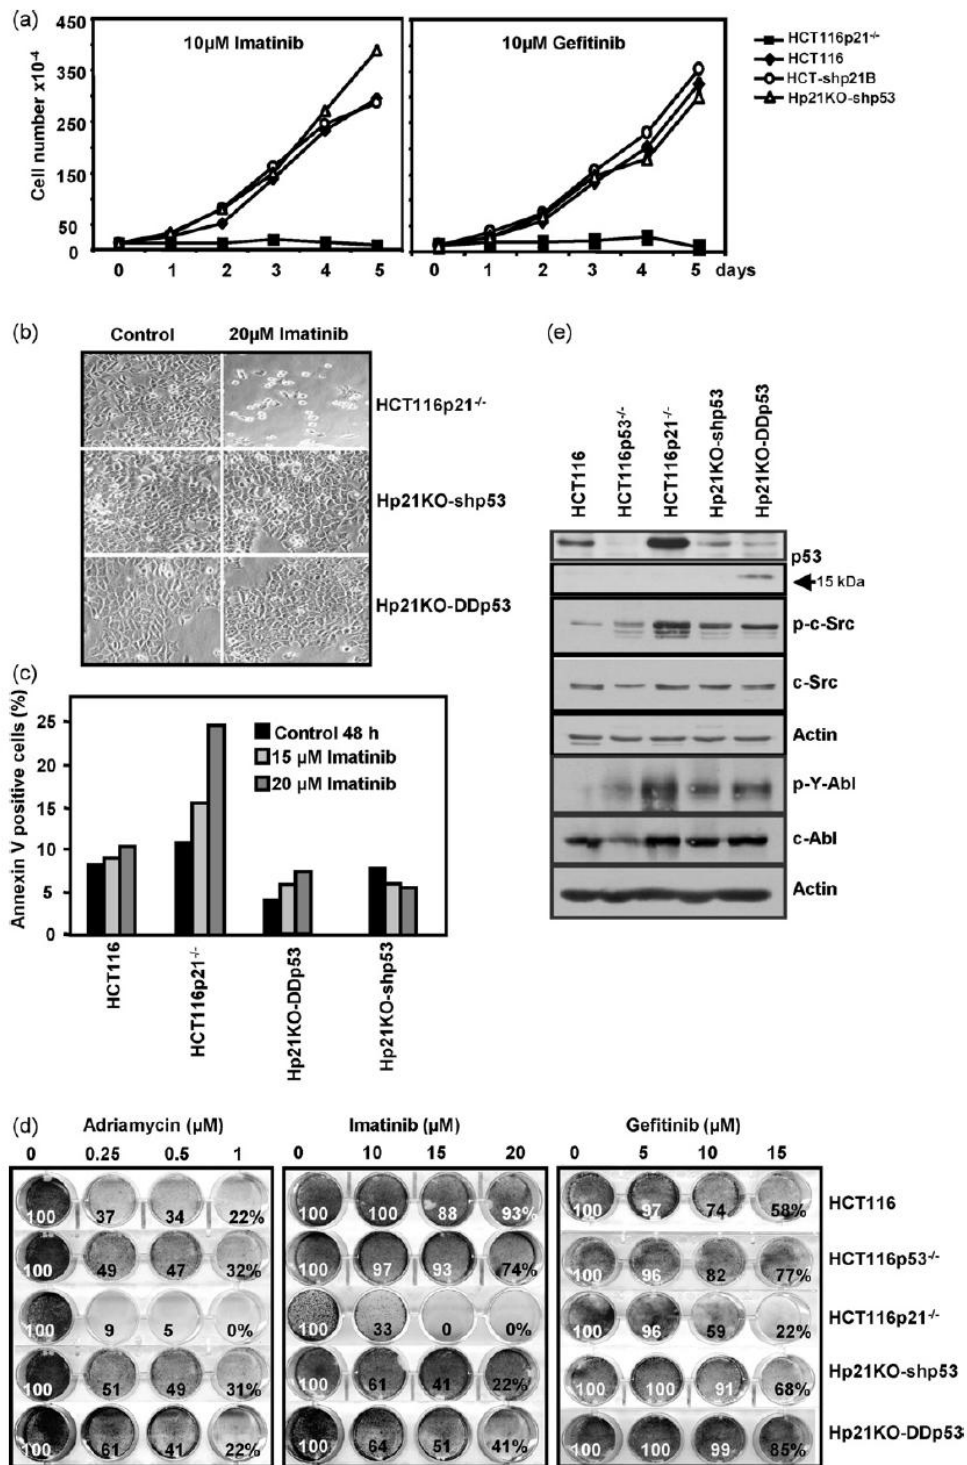 (a)
450
350
250
150
50
0
Cell number x10-4
10µM Imatinib
0 1 2 3 4 5
10µM Gefitinib
0 1 2 3 4 5 days
HCT116p21-/-
HCT116
HCT-shp21B
Hp21KO-shp53
(b)
Control 20µM Imatinib
HCT116p21-/-
Hp21KO-shp53
Hp21KO-DDp53
(c)
Annexin V positive cells (%)
25
20
15
10
5
0
Control 48 h
15 µM Imatinib
20 µM Imatinib
HCT116
HCT116p21-/-
Hp21KO-DDp53
Hp21KO-shp53
(e)
HCT116
HCT116p53-/-
HCT116p21-/-
Hp21KO-shp53
Hp21KO-DDp53
p53
15 kDa
p-c-Src
c-Src
Actin
p-Y-Abl
c-Abl
Actin
(d)
Adriamycin (µM) Imatinib (µM) Gefitinib (µM)
0 0.25 0.5 1 0 10 15 20 0 5 10 15
100 37 34 22% 100 100 88 93% 100 97 74 58% HCT116
100 49 47 32% 100 97 93 74% 100 96 82 77% HCT116p53-/-
100 9 5 0% 100 33 0 0% 100 96 59 22% HCT116p21-/-
100 51 49 31% 100 61 41 22% 100 100 91 68% Hp21KO-shp53
100 61 41 22% 100 64 51 41% 100 100 99 85% Hp21KO-DDp53